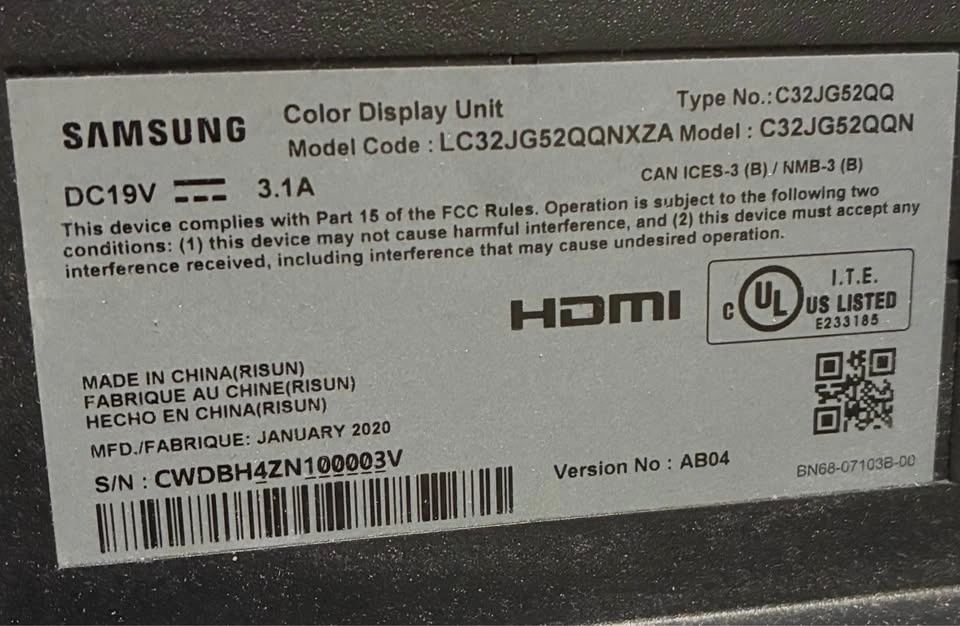 SAMSUNG
Color Display Unit
Type No.:C32JG52QQ
Model Code : LC32JG52QQNXZA Model : C32JG52QQN
DC19V 3.1A
CAN ICES-3 (B) / NMB-3 (B)
This device complies with Part 15 of the FCC Rules. Operation is subject to the following two
conditions: (1) this device may not cause harmful interference, and (2) this device must accept any
interference received, including interference that may cause undesired operation.
HDMI
C UL US LISTED
I.T.E.
E233185
MADE IN CHINA(RISUN)
FABRIQUE AU CHINE(RISUN)
HECHO EN CHINA(RISUN)
MFD./FABRIQUE: JANUARY 2020
S/N : CWDBH4ZN100003V
Version No : AB04
BN68-07103B-00